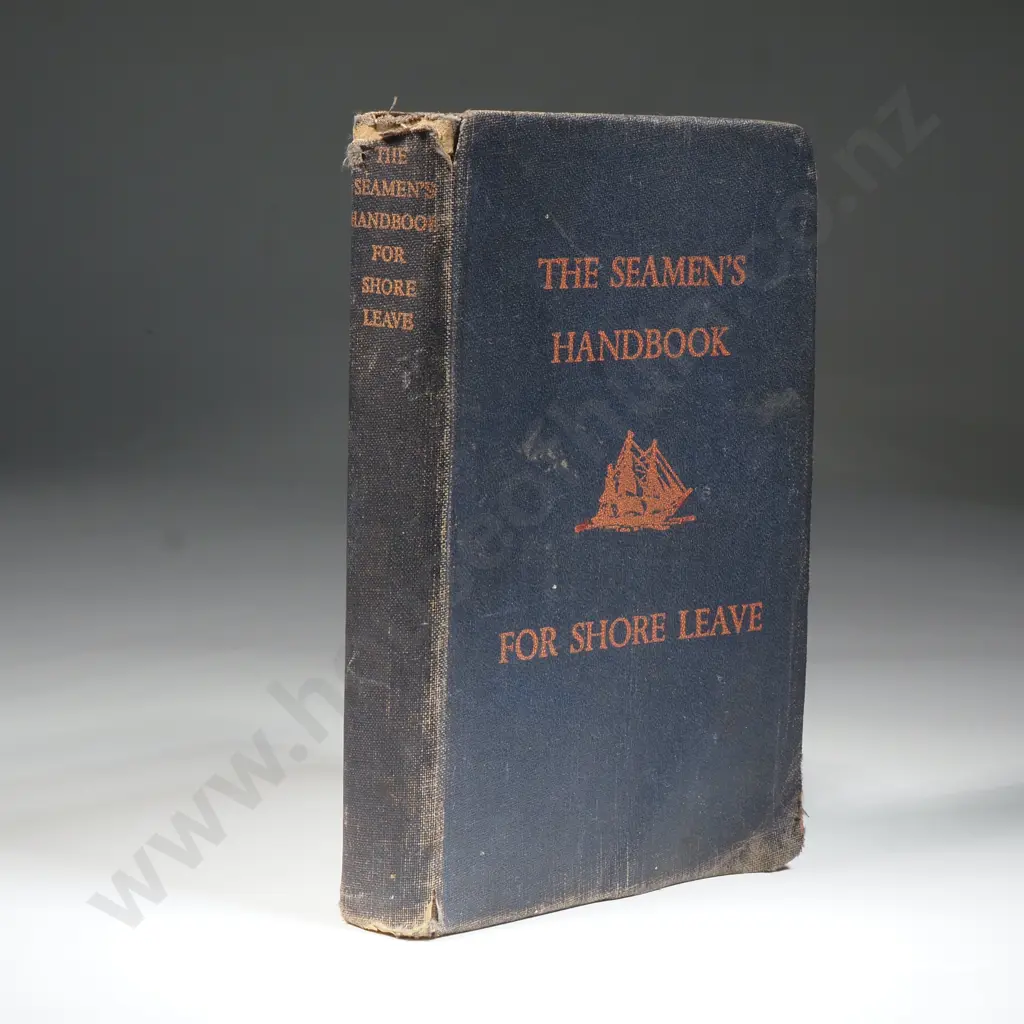 THE
SEAMEN'S
HANDBOOK
FOR
SHORE
LEAVE
THE SEAMEN'S
HANDBOOK
FOR SHORE LEAVE